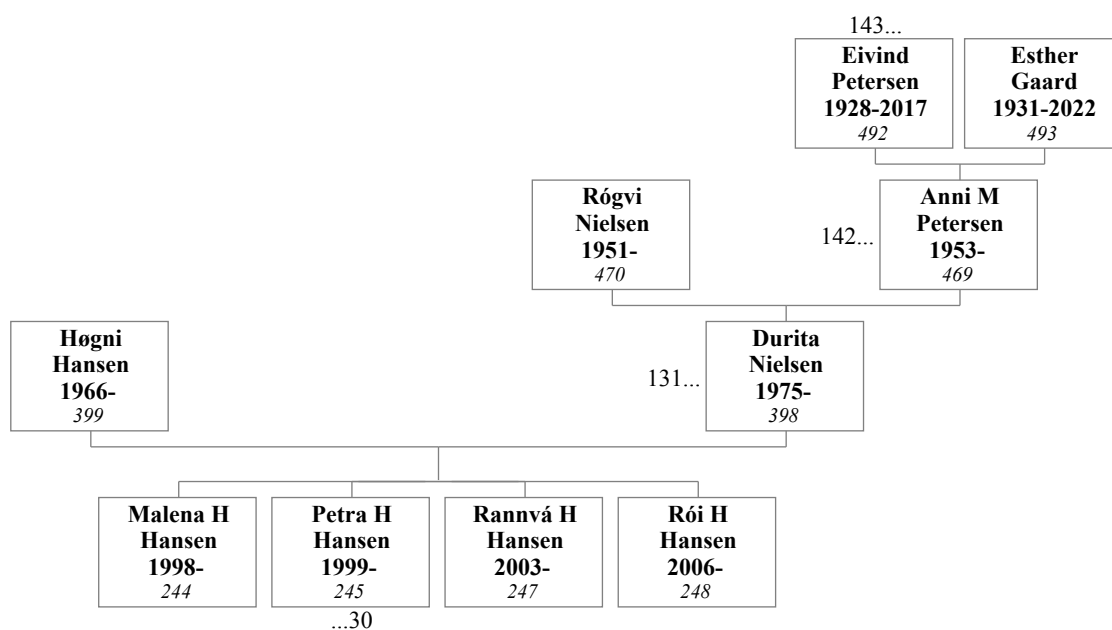 143...
Eivind
Petersen
1928-2017
492
Esther
Gaard
1931-2022
493
Rógvi
Nielsen
1951-
470
142...
Anni M
Petersen
1953-
469
Høgni
Hansen
1966-
399
131...
Durita
Nielsen
1975-
398
Malena H
Hansen
1998-
244
Petra H
Hansen
1999-
245
...30
Rannvá H
Hansen
2003-
247
Rói H
Hansen
2006-
248